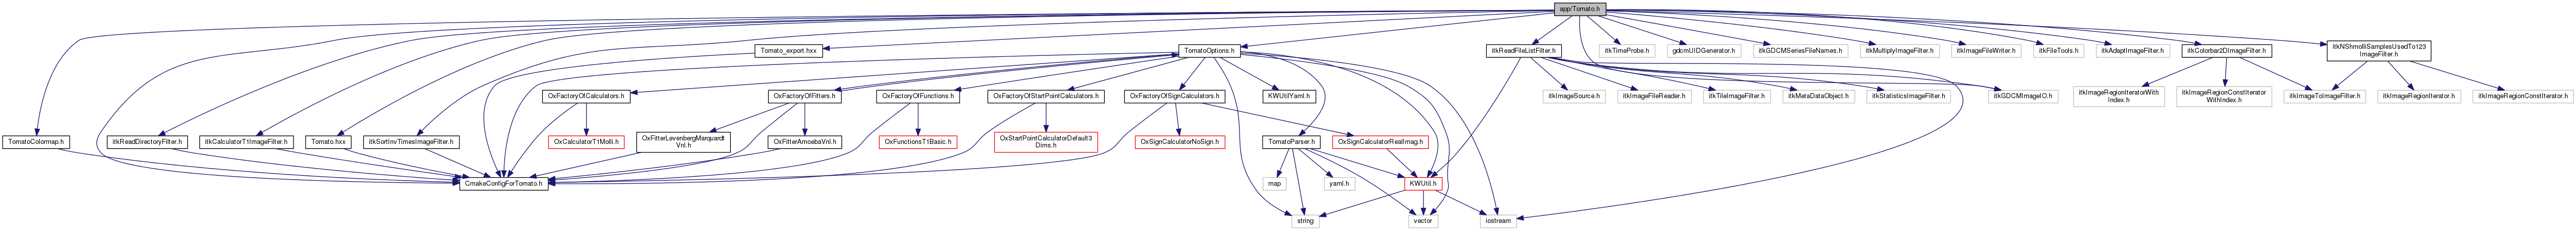 app/Tomato.h
Tomato_export.hxx
TomatoOptions.h
itkReadFileListFilter.h
itkTimeProbe.h
gdcmUIDGenerator.h
itkGDCMSeriesFileNames.h
itkMultiplyImageFilter.h
itkImageFileWriter.h
itkFileTools.h
itkAdaptImageFilter.h
itkColorbar2DImageFilter.h
itkNShmolliSamplesUsedTo123
ImageFilter.h
OxFactoryOfCalculators.h
OxFactoryOfFitters.h
OxFactoryOfFunctions.h
OxFactoryOfStartPointCalculators.h
OxFactoryOfSignCalculators.h
KWUtilYaml.h
itkImageSource.h
itkImageFileReader.h
itkTileImageFilter.h
itkMetaDataObject.h
itkStatisticsImageFilter.h
itkGDCMImageIO.h
itkImageRegionIteratorWith
Index.h
itkImageRegionConstIterator
WithIndex.h
itkImageToImageFilter.h
itkImageRegionIterator.h
itkImageRegionConstIterator.h
TomatoColormap.h
itkReadDirectoryFilter.h
itkCalculatorT1ImageFilter.h
Tomato.hxx
itkSortInvTimesImageFilter.h
OxCalculatorT1Molli.h
OxFitterLevenbergMarquardt
Vnl.h
OxFitterAmoebaVnl.h
OxFunctionsT1Basic.h
OxStartPointCalculatorDefault3
Dims.h
OxSignCalculatorNoSign.h
TomatoParser.h
OxSignCalculatorRealImag.h
CmakeConfigForTomato.h
map
yaml.h
KWUtil.h
string
vector
iostream